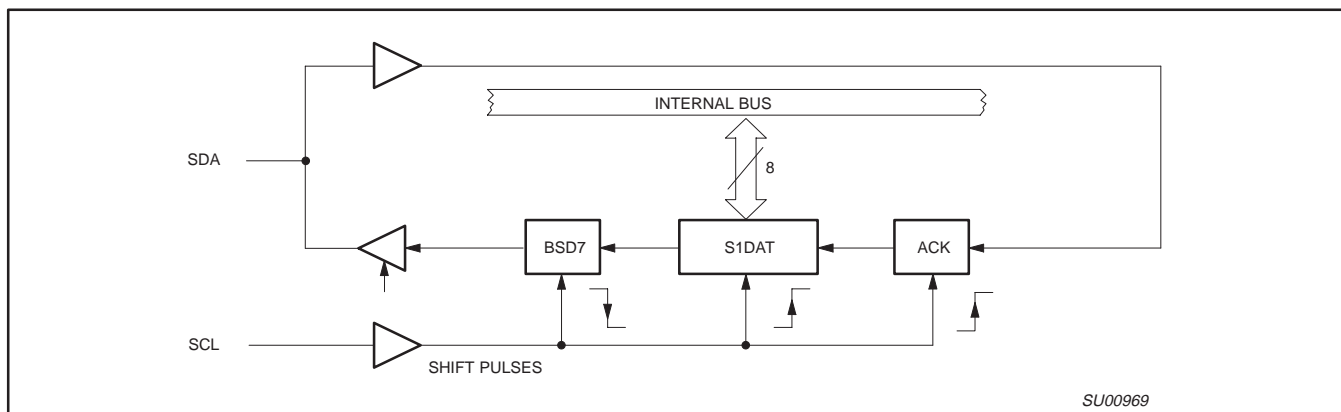 INTERNAL BUS
SDA
8
BSD7
S1DAT
ACK
SCL
SHIFT PULSES
SU00969